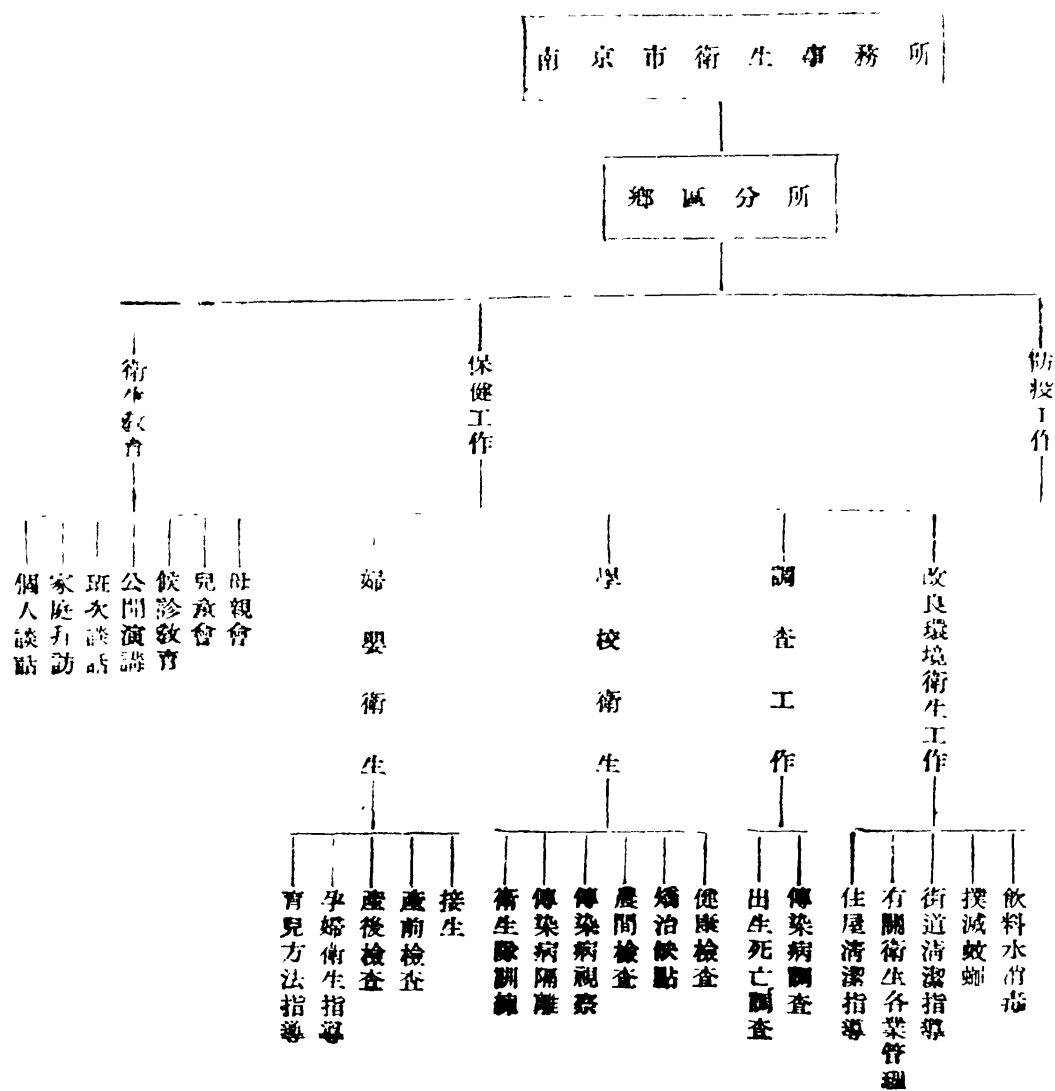 南京市衛生事務所
鄉區分所
防疫工作
保健工作
衛生教育
改良環境衛生工作
調查工作
學校衛生
婦嬰衛生
母親會
兒童會
候診教育
公開演講
班次談話
家庭拜訪
個人談話
飲料水消毒
撲滅蚊蠅
街道清潔指導
有關衛生各業管理
住屋清潔指導
傳染病調查
出生死亡調查
健康檢查
矯治缺點
晨間檢查
傳染病視察
傳染病隔離
衛生隊訓練
接生
產前檢查
產後檢查
孕婦衛生指導
育兒方法指導